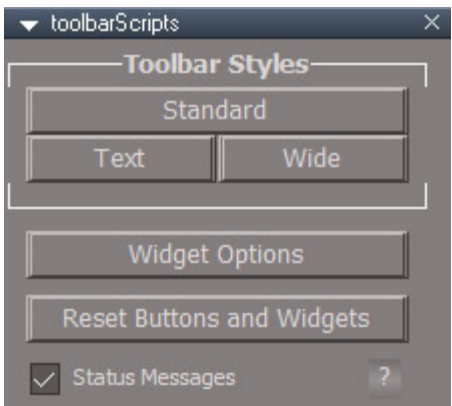 toolbarScripts
Toolbar Styles
Standard
Text Wide
Widget Options
Reset Buttons and Widgets
Status Messages ?